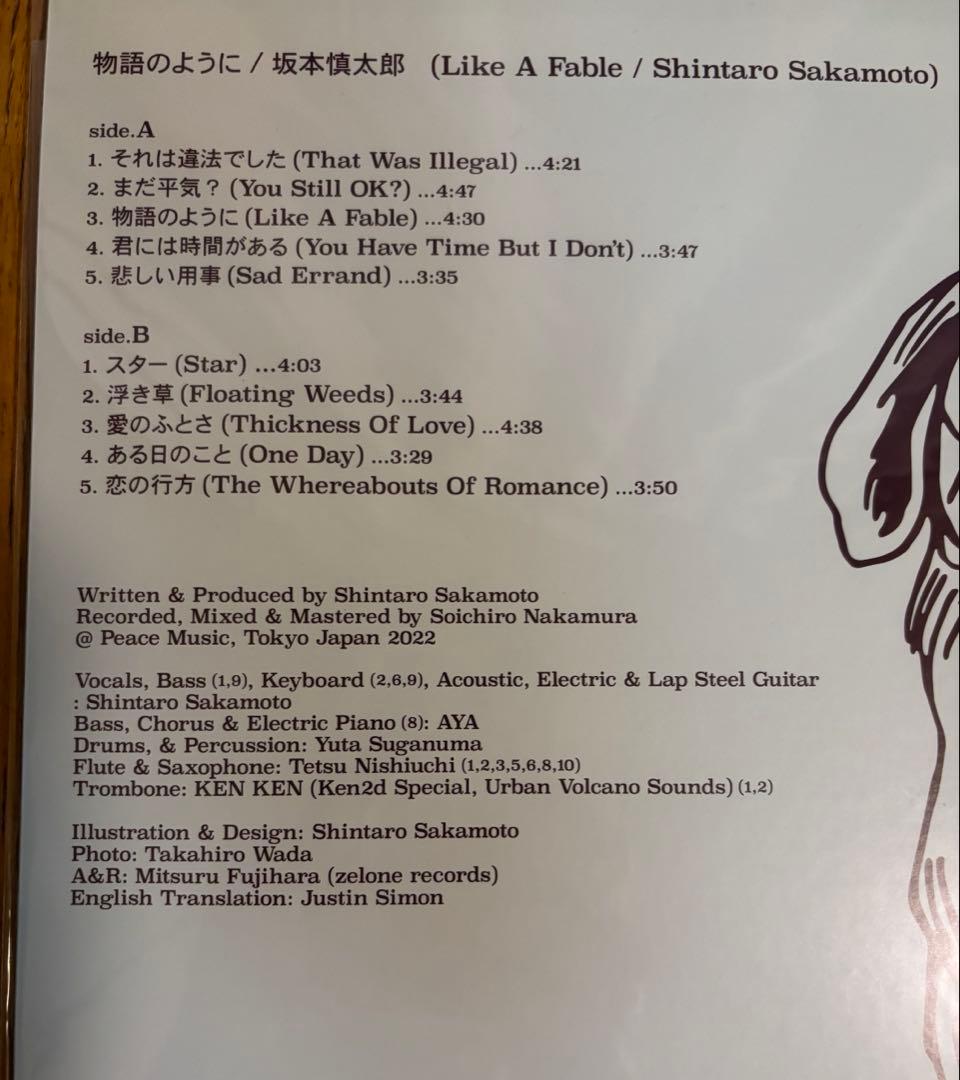 物語のように / 坂本慎太郎 (Like A Fable / Shintaro Sakamoto)
side.A
1. それは違法でした (That Was Illegal) ...4:21
2. まだ平気？ (You Still OK?) ...4:47
3. 物語のように (Like A Fable) ...4:30
4. 君には時間がある (You Have Time But I Don't) ...3:47
5. 悲しい用事 (Sad Errand) ...3:35
side.B
1. スター (Star) ...4:03
2. 浮き草 (Floating Weeds) ...3:44
3. 愛のふとさ (Thickness Of Love) ...4:38
4. ある日のこと (One Day) ...3:29
5. 恋の行方 (The Whereabouts Of Romance) ...3:50
Written & Produced by Shintaro Sakamoto
Recorded, Mixed & Mastered by Soichiro Nakamura
@ Peace Music, Tokyo Japan 2022
Vocals, Bass (1,9), Keyboard (2,6,9), Acoustic, Electric & Lap Steel Guitar
: Shintaro Sakamoto
Bass, Chorus & Electric Piano (8): AYA
Drums, & Percussion: Yuta Suganuma
Flute & Saxophone: Tetsu Nishiuchi (1,2,3,5,6,8,10)
Trombone: KEN KEN (Ken2d Special, Urban Volcano Sounds) (1,2)
Illustration & Design: Shintaro Sakamoto
Photo: Takahiro Wada
A&R: Mitsuru Fujihara (zelone records)
English Translation: Justin Simon